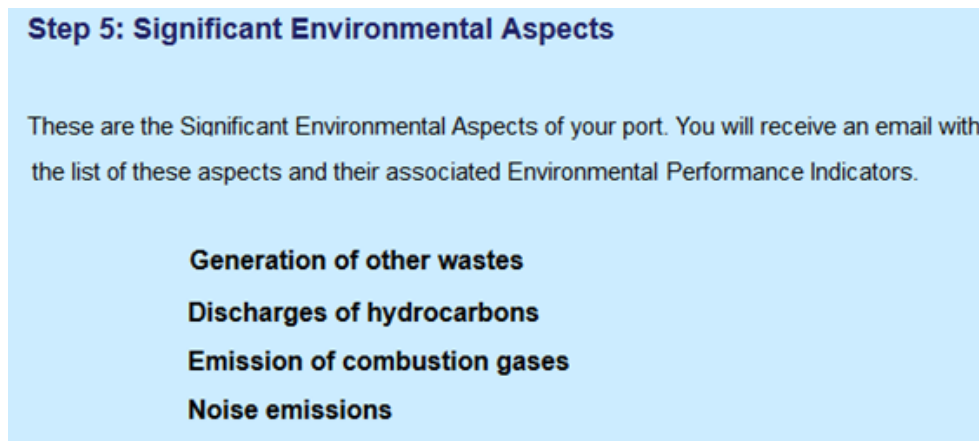 Step 5: Significant Environmental Aspects
These are the Significant Environmental Aspects of your port. You will receive an email with
the list of these aspects and their associated Environmental Performance Indicators.
Generation of other wastes
Discharges of hydrocarbons
Emission of combustion gases
Noise emissions